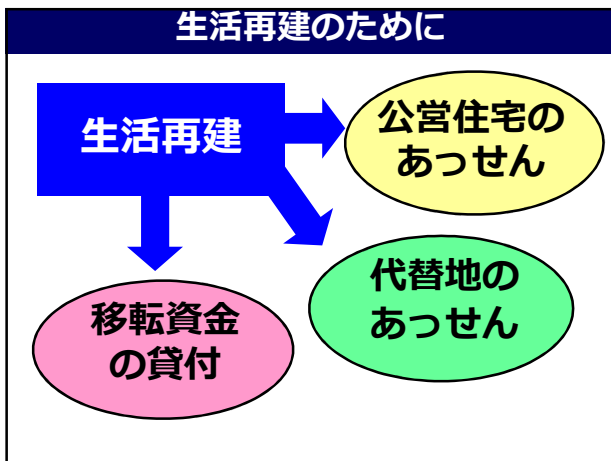 生活再建のために
生活再建
公営住宅の
あっせん
代替地の
あっせん
移転資金
の貸付